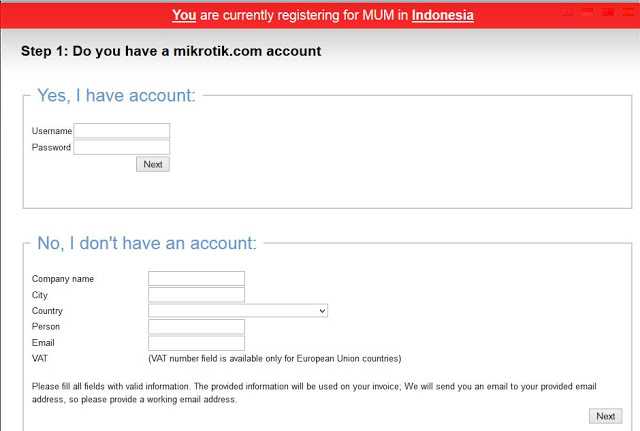 You are currently registering for MUM in Indonesia
Step 1: Do you have a mikrotik.com account
Yes, I have account:
Username
Password
Next
No, I don't have an account:
Company name
City
Country
Person
Email
VAT (VAT number field is available only for European Union countries)
Please fill all fields with valid information. The provided information will be used on your invoice, We will send you an email to your provided email
address, so please provide a working email address.
Next